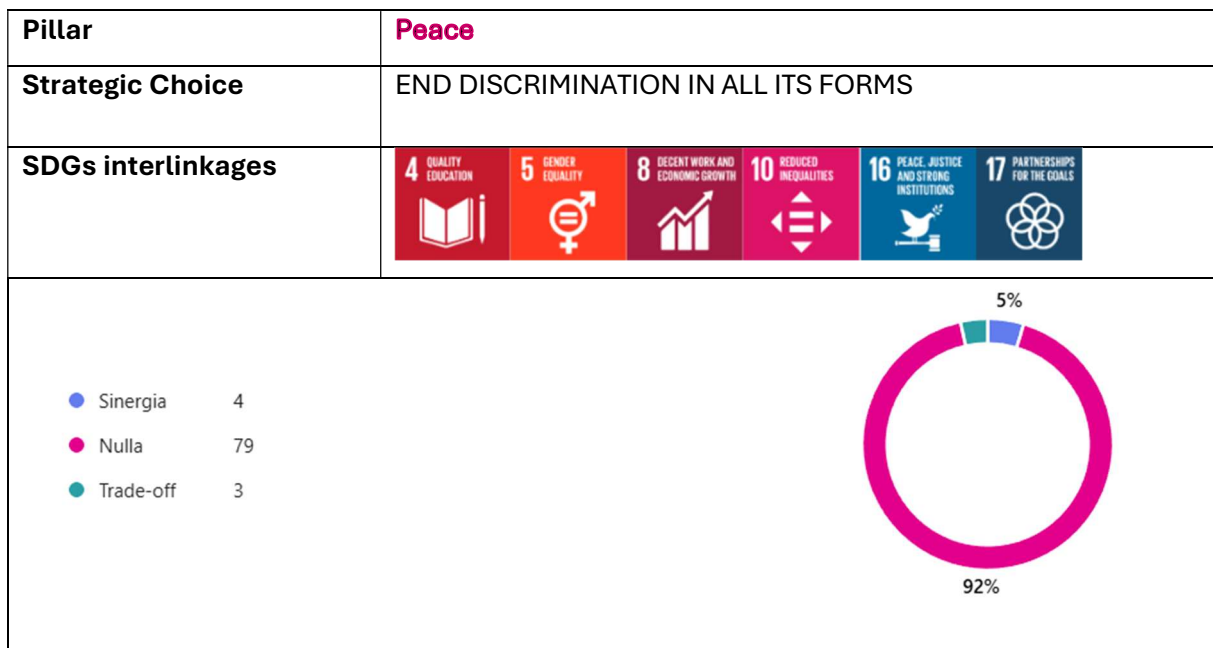 Pillar
Peace
Strategic Choice
END DISCRIMINATION IN ALL ITS FORMS
SDGs interlinkages
4 QUALITY
EDUCATION
5 GENDER
EQUALITY
8 DECENT WORK AND
ECONOMIC GROWTH
10 REDUCED
INEQUALITIES
16 PEACE, JUSTICE
AND STRONG
INSTITUTIONS
17 PARTNERSHIPS
FOR THE GOALS
Sinergia 4
Nulla 79
Trade-off 3
5%
92%